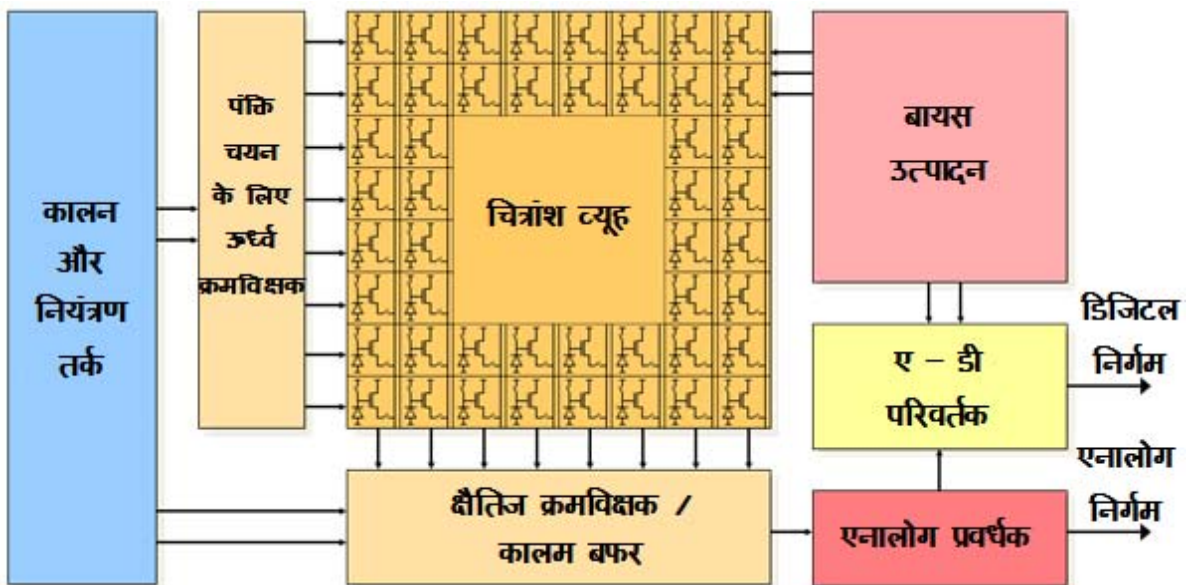 कालन
और
नियंत्रण
तर्क
पंक्ति
चयन
के लिए
ऊर्ध्व
क्रमविक्षक
चित्रांश व्यूह
बायस
उत्पादन
ए - डी
परिवर्तक
डिजिटल
निर्गम
क्षैतिज क्रमविक्षक /
कालम बफर
एनालोग प्रवर्धक
एनालोग
निर्गम